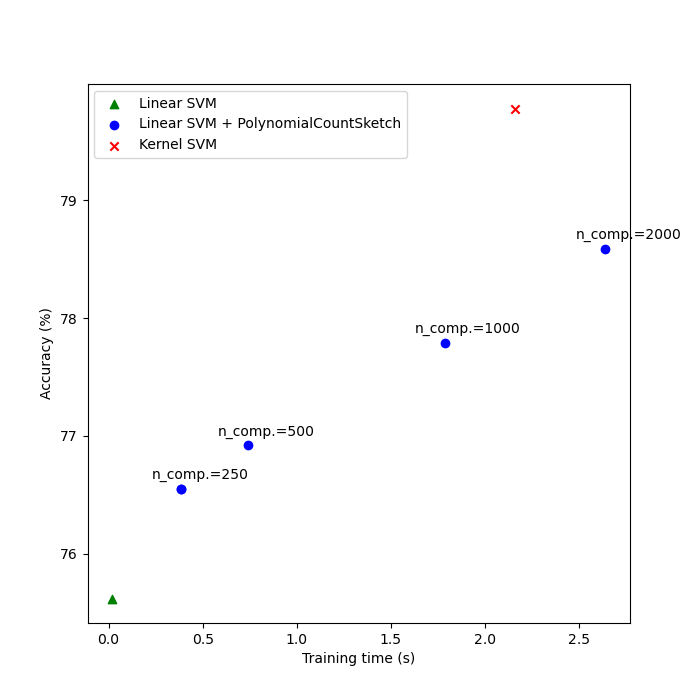 Linear SVM
Linear SVM + PolynomialCountSketch
Kernel SVM
79
n_comp.=2000
78
n_comp.=1000
77
n_comp.=500
n_comp.=250
76
Accuracy (%)
0.0 0.5 1.0 1.5 2.0 2.5
Training time (s)